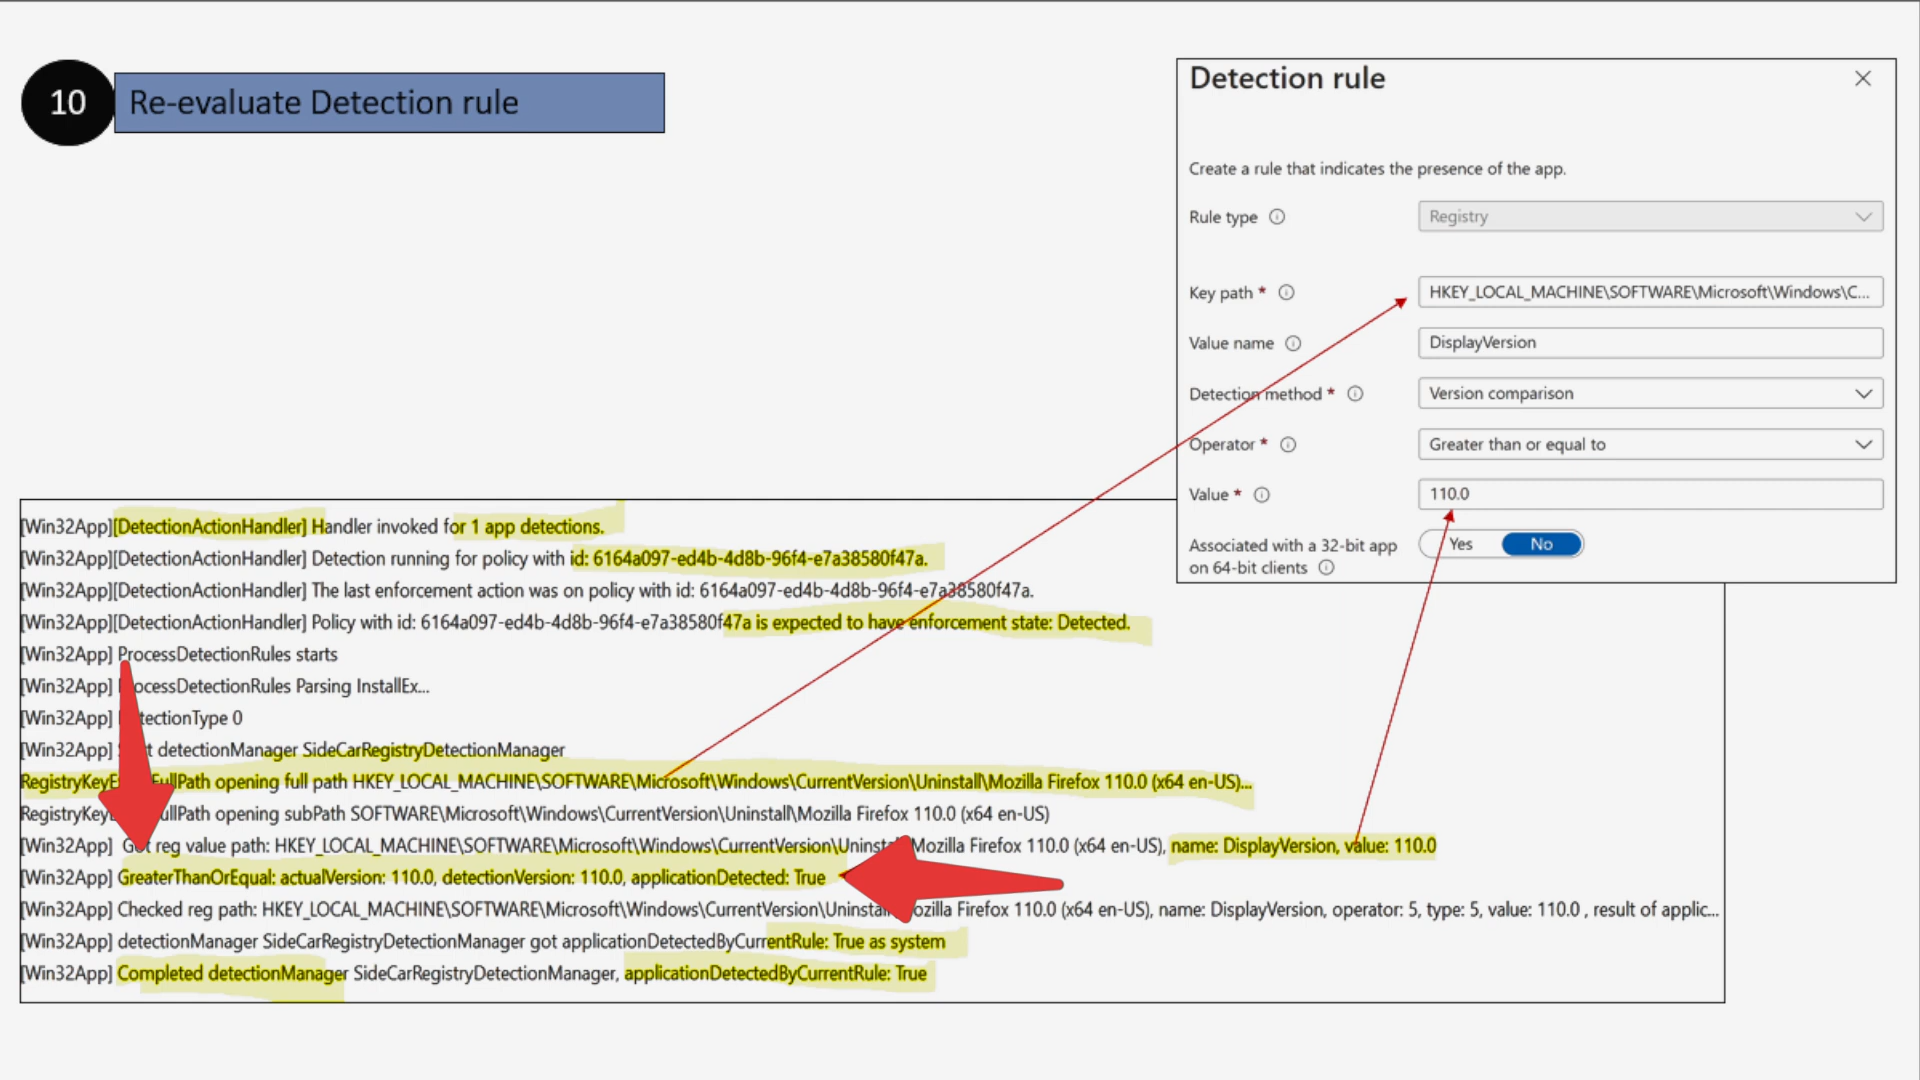 10
Re-evaluate Detection rule
Detection rule
Create a rule that indicates the presence of the app.
Rule type
Registry
Key path *
HKEY_LOCAL_MACHINE\SOFTWARE\Microsoft\Windows\C...
Value name
DisplayVersion
Detection method *
Version comparison
Operator *
Greater than or equal to
Value *
110.0
Associated with a 32-bit app
on 64-bit clients
Yes
No
[Win32App][DetectionActionHandler] Handler invoked for 1 app detections.
[Win32App][DetectionActionHandler] Detection running for policy with id: 6164a097-ed4b-4d8b-96f4-e7a38580f47a.
[Win32App][DetectionActionHandler] The last enforcement action was on policy with id: 6164a097-ed4b-4d8b-96f4-e7a38580f47a.
[Win32App][DetectionActionHandler] Policy with id: 6164a097-ed4b-4d8b-96f4-e7a38580f47a is expected to have enforcement state: Detected.
[Win32App] ProcessDetectionRules starts
[Win32App] ProcessDetectionRules Parsing InstallEx...
[Win32App] DetectionType 0
[Win32App] detectionManager SideCarRegistryDetectionManager
opening full path HKEY_LOCAL_MACHINE\SOFTWARE\Microsoft\Windows\CurrentVersion\Uninstall\Mozilla Firefox 110.0 (x64 en-US)...
opening subPath SOFTWARE\Microsoft\Windows\CurrentVersion\Uninstall\Mozilla Firefox 110.0 (x64 en-US)
[Win32App] Got reg value path: HKEY_LOCAL_MACHINE\SOFTWARE\Microsoft\Windows\CurrentVersion\Uninstall\Mozilla Firefox 110.0 (x64 en-US), name: DisplayVersion, value: 110.0
[Win32App] GreaterThanOrEqual: actualVersion: 110.0, detectionVersion: 110.0, applicationDetected: True
[Win32App] Checked reg path: HKEY_LOCAL_MACHINE\SOFTWARE\Microsoft\Windows\CurrentVersion\Uninstall\Mozilla Firefox 110.0 (x64 en-US), name: DisplayVersion, operator: 5, type: 5, value: 110.0 , result of applic...
[Win32App] detectionManager SideCarRegistryDetectionManager got applicationDetectedByCurrentRule: True as system
[Win32App] Completed detectionManager SideCarRegistryDetectionManager, applicationDetectedByCurrentRule: True